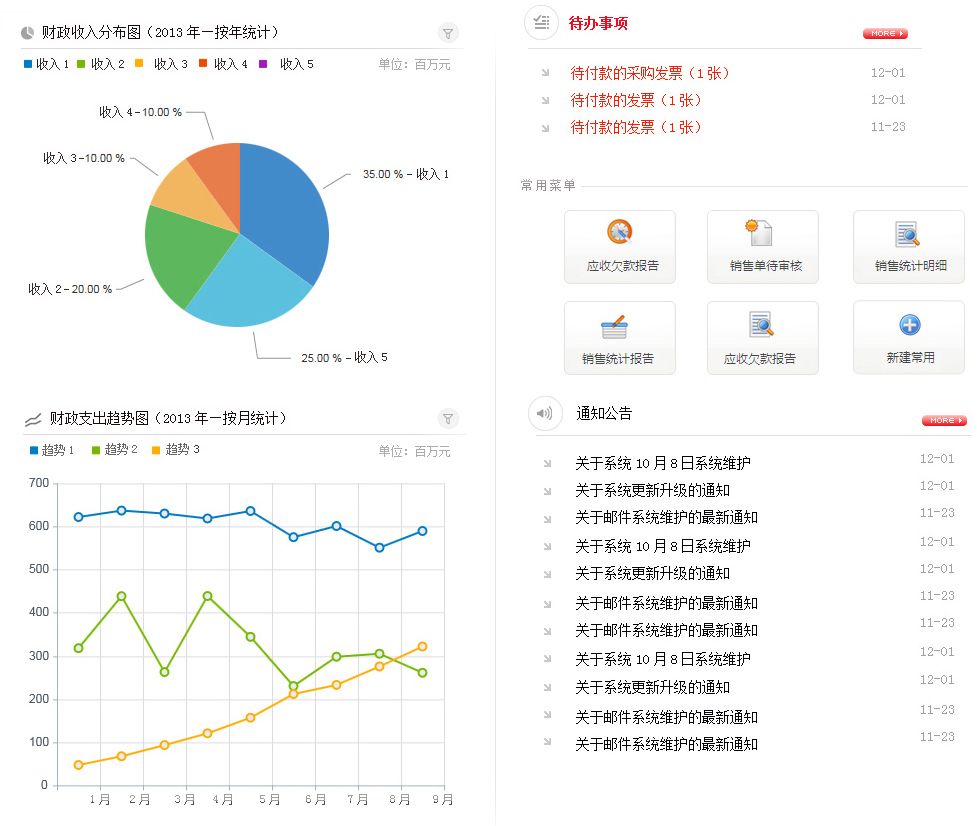 财政收入分布图（2013 年一按年统计）
收入 1 收入 2 收入 3 收入 4 收入 5 单位：百万元
收入 4－10.00 %
收入 3－10.00 %
35.00 %－收入 1
收入 2－20.00 %
25.00 %－收入 5
财政支出趋势图（2013 年一按月统计）
趋势 1 趋势 2 趋势 3 单位：百万元
700
600
500
400
300
200
100
0
1 月 2 月 3 月 4 月 5 月 6 月 7 月 8 月 9 月
待办事项 MORE
待付款的采购发票（1 张） 12-01
待付款的发票（1 张） 12-01
待付款的发票（1 张） 11-23
常用菜单
应收欠款报告 销售单待审核 销售统计明细
销售统计报告 应收欠款报告 新建常用
通知公告 MORE
关于系统 10 月 8 日系统维护 12-01
关于系统更新升级的通知 12-01
关于邮件系统维护的最新通知 11-23
关于系统 10 月 8 日系统维护 12-01
关于系统更新升级的通知 12-01
关于邮件系统维护的最新通知 11-23
关于邮件系统维护的最新通知 11-23
关于系统 10 月 8 日系统维护 12-01
关于系统更新升级的通知 12-01
关于邮件系统维护的最新通知 11-23
关于邮件系统维护的最新通知 11-23